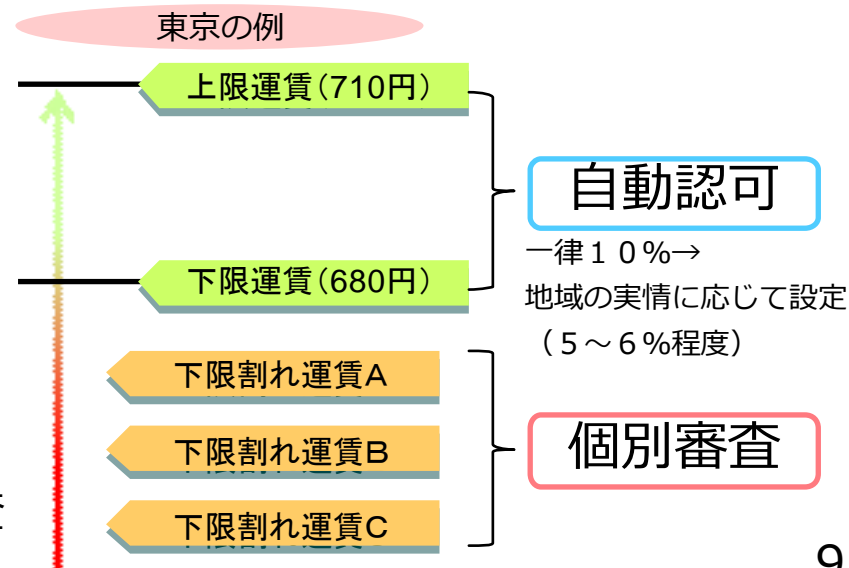 東京の例
上限運賃(710円)
自動認可
一律10%→
地域の実情に応じて設定
(5~6%程度)
下限運賃(680円)
下限割れ運賃A
下限割れ運賃B
下限割れ運賃C
個別審査
9